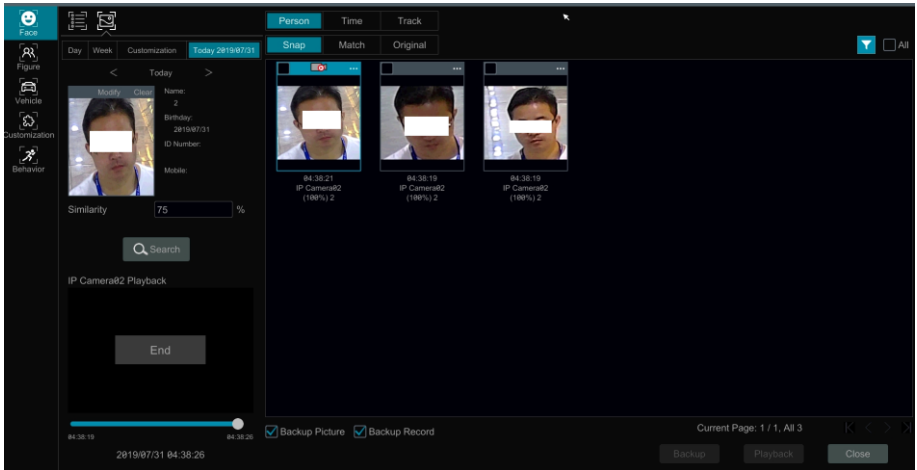 Face
Figure
Vehicle
Customization
Behavior
Day Week Customization Today 2019/07/31
< Today >
Modify Clear
Name:
2
Birthday:
2019/07/31
ID Number:
Mobile:
Similarity 75 %
Search
IP Camera02 Playback
End
04:38:19 04:38:26
2019/07/31 04:38:26
Person Time Track
Snap Match Original
All
04:38:21
IP Camera02
(100%) 2
04:38:19
IP Camera02
(100%) 2
04:38:19
IP Camera02
(100%) 2
Backup Picture Backup Record
Current Page: 1 / 1, All 3
Backup Playback Close